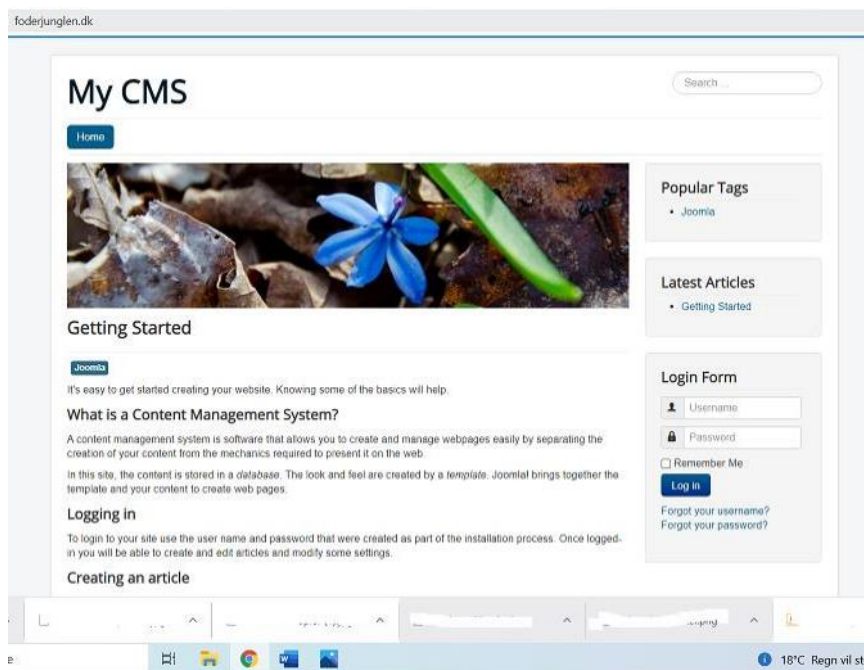 foderjunglen.dk
My CMS
Search ...
Home
Getting Started
Joomla
It's easy to get started creating your website. Knowing some of the basics will help.
What is a Content Management System?
A content management system is software that allows you to create and manage webpages easily by separating the
creation of your content from the mechanics required to present it on the web.
In this site, the content is stored in a database. The look and feel are created by a template. Joomla! brings together the
template and your content to create web pages.
Logging in
To login to your site use the user name and password that were created as part of the installation process. Once logged-
in you will be able to create and edit articles and modify some settings.
Creating an article
Popular Tags
Joomla
Latest Articles
Getting Started
Login Form
Username
Password
Remember Me
Log in
Forgot your username?
Forgot your password?
18°C Regn vil st